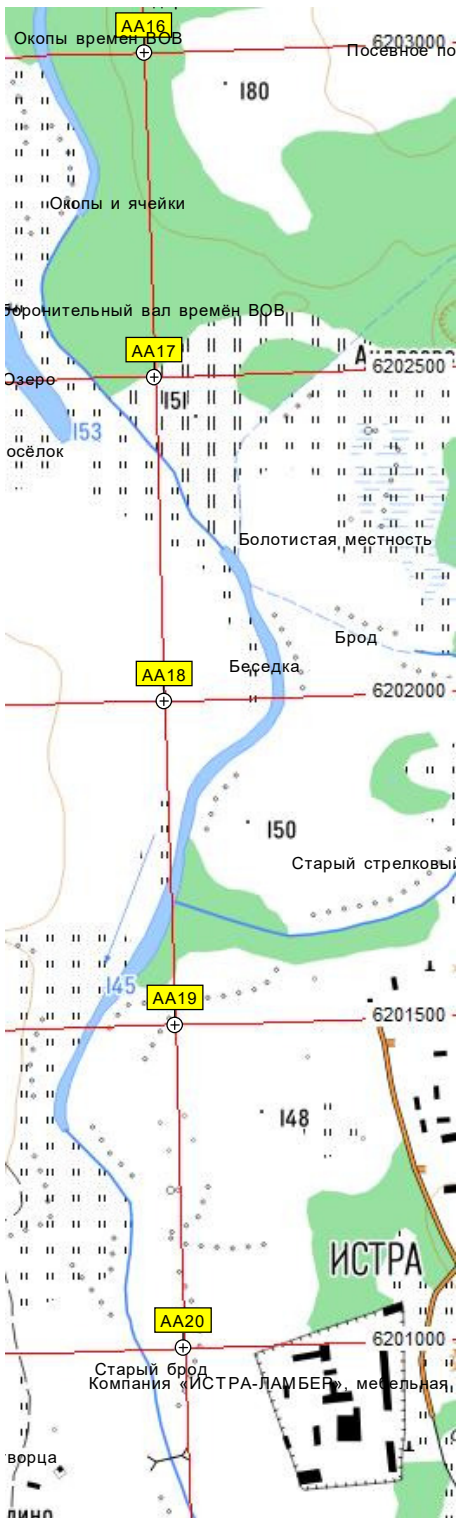 AA16
Окопы времен ВОВ
6203000
Посевное по
180
Окопы и ячейки
боронительный вал времён ВОВ
AA17
6202500
Озеро
151
153
осёлок
Болотистая местность
Брод
Беседка
AA18
6202000
150
Старый стрелковый
145
AA19
6201500
148
ИСТРА
AA20
6201000
Старый брод
Компания «ИСТРА-ЛАМБЕР», мебельная
ворца
лино